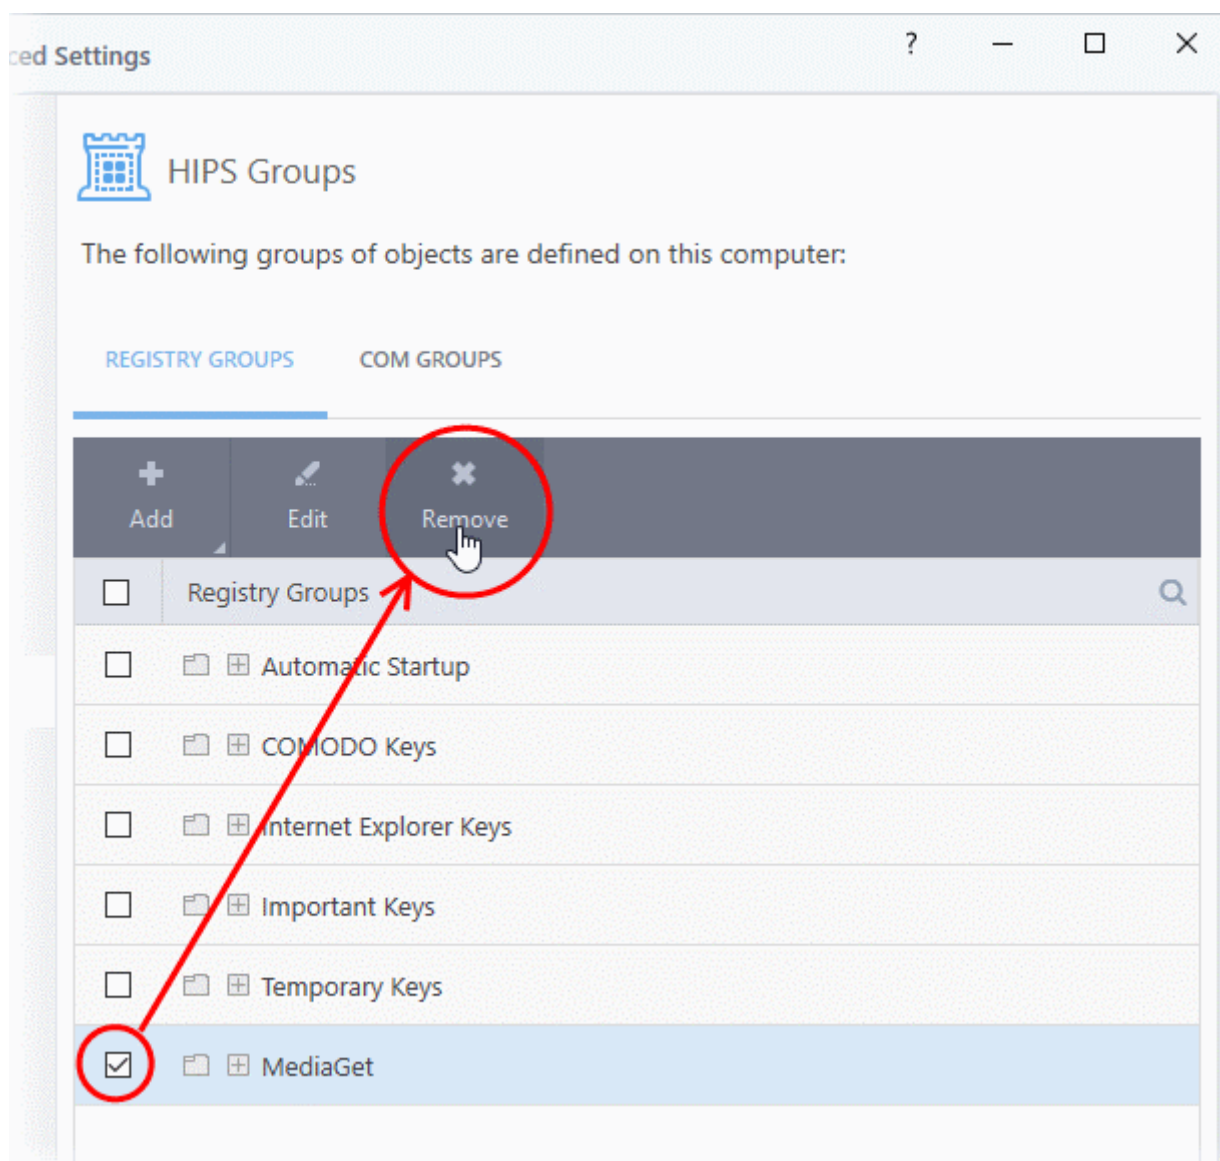 ced Settings ?
HIPS Groups
The following groups of objects are defined on this computer:
REGISTRY GROUPS COM GROUPS
Add Edit Remove
Registry Groups
Automatic Startup
COMODO Keys
Internet Explorer Keys
Important Keys
Temporary Keys
MediaGet